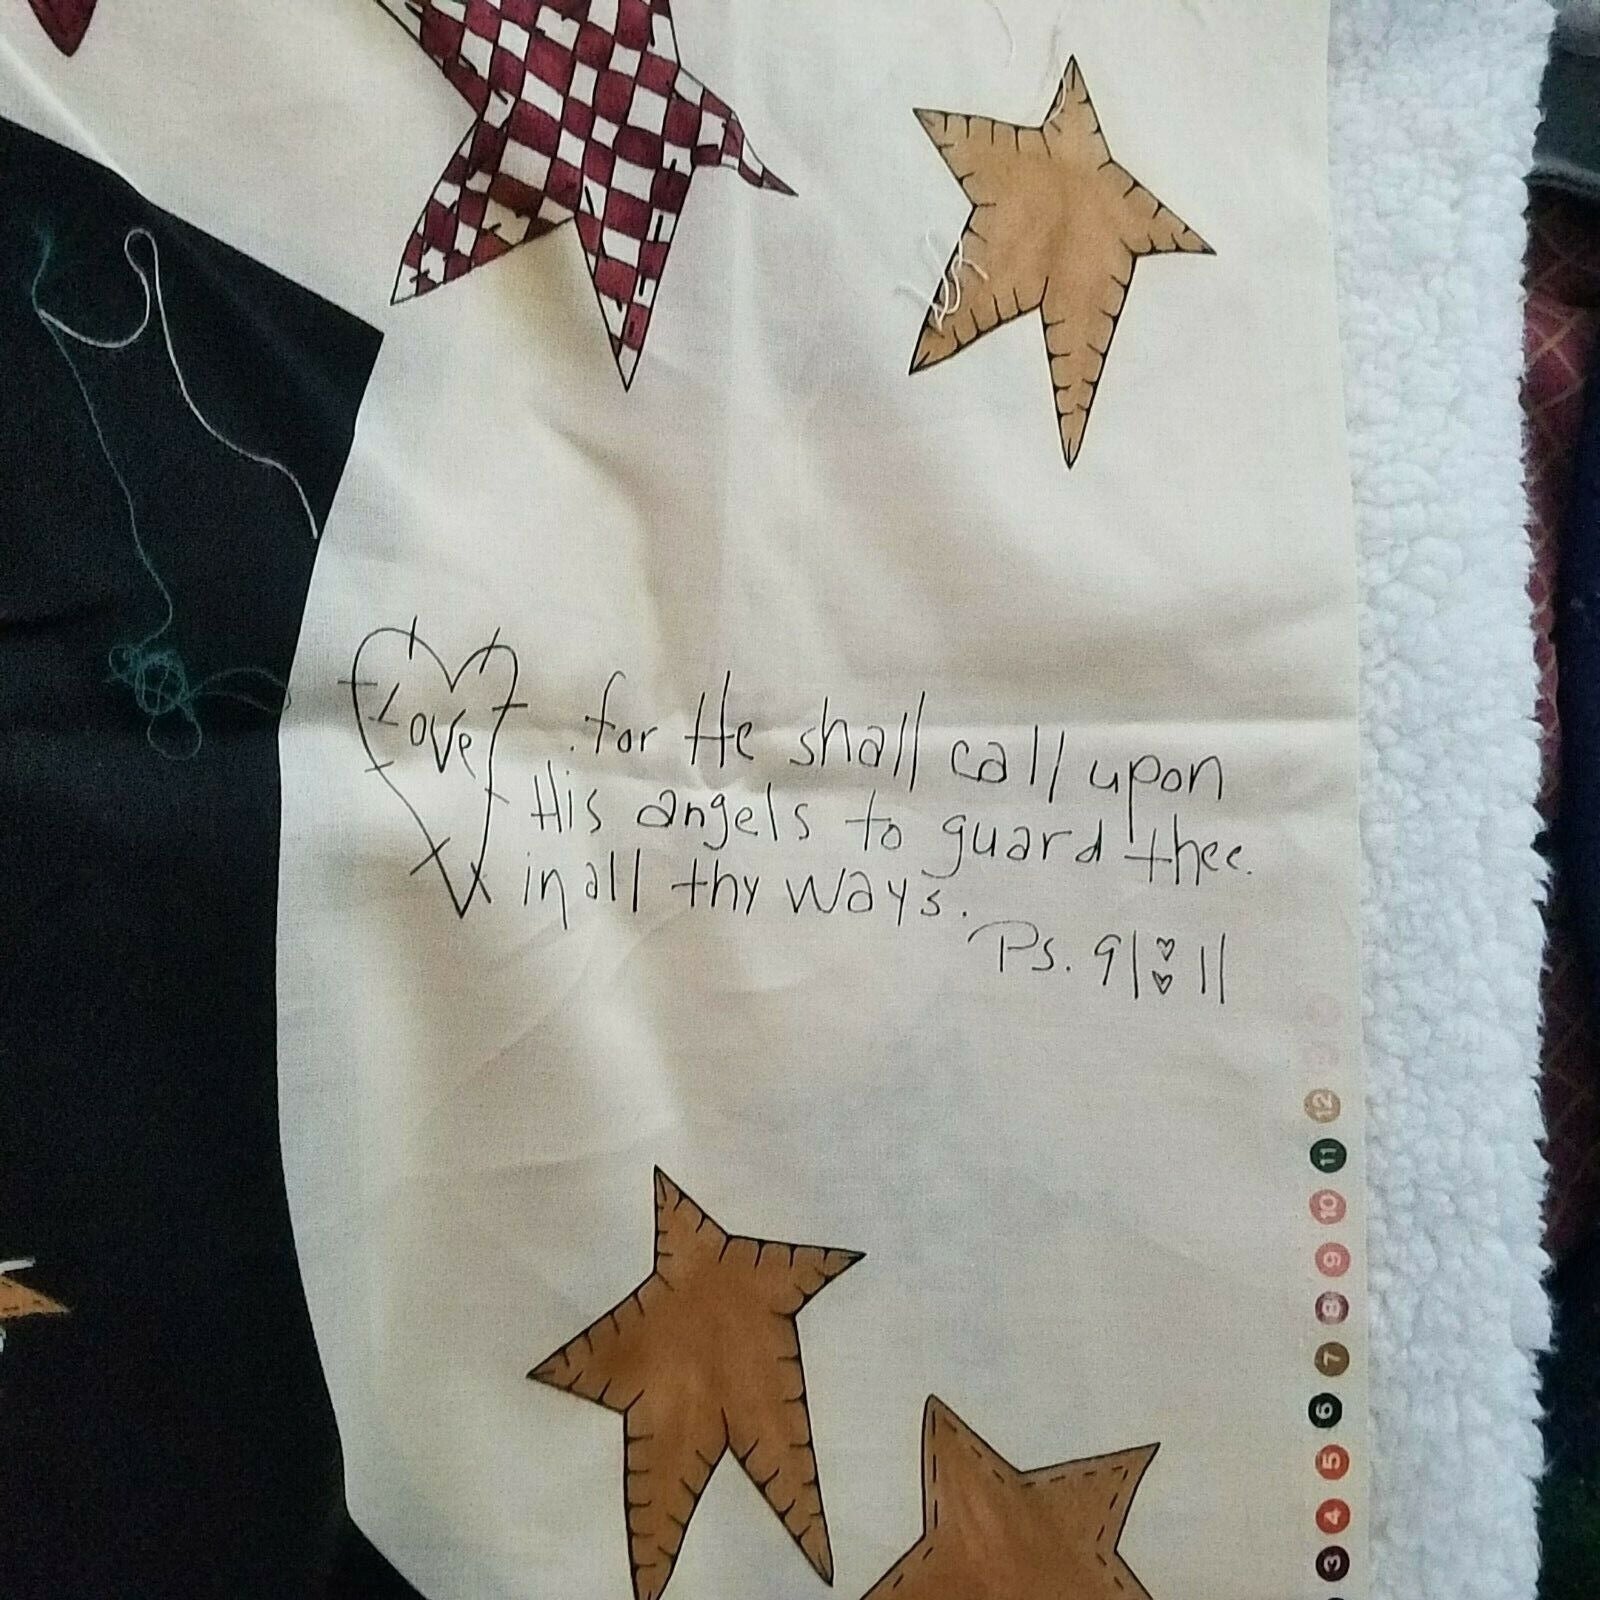 Love
for He shall call upon
His angels to guard thee
in all thy ways.
Ps. 91:11
12
11
10
9
8
7
6
5
4
3